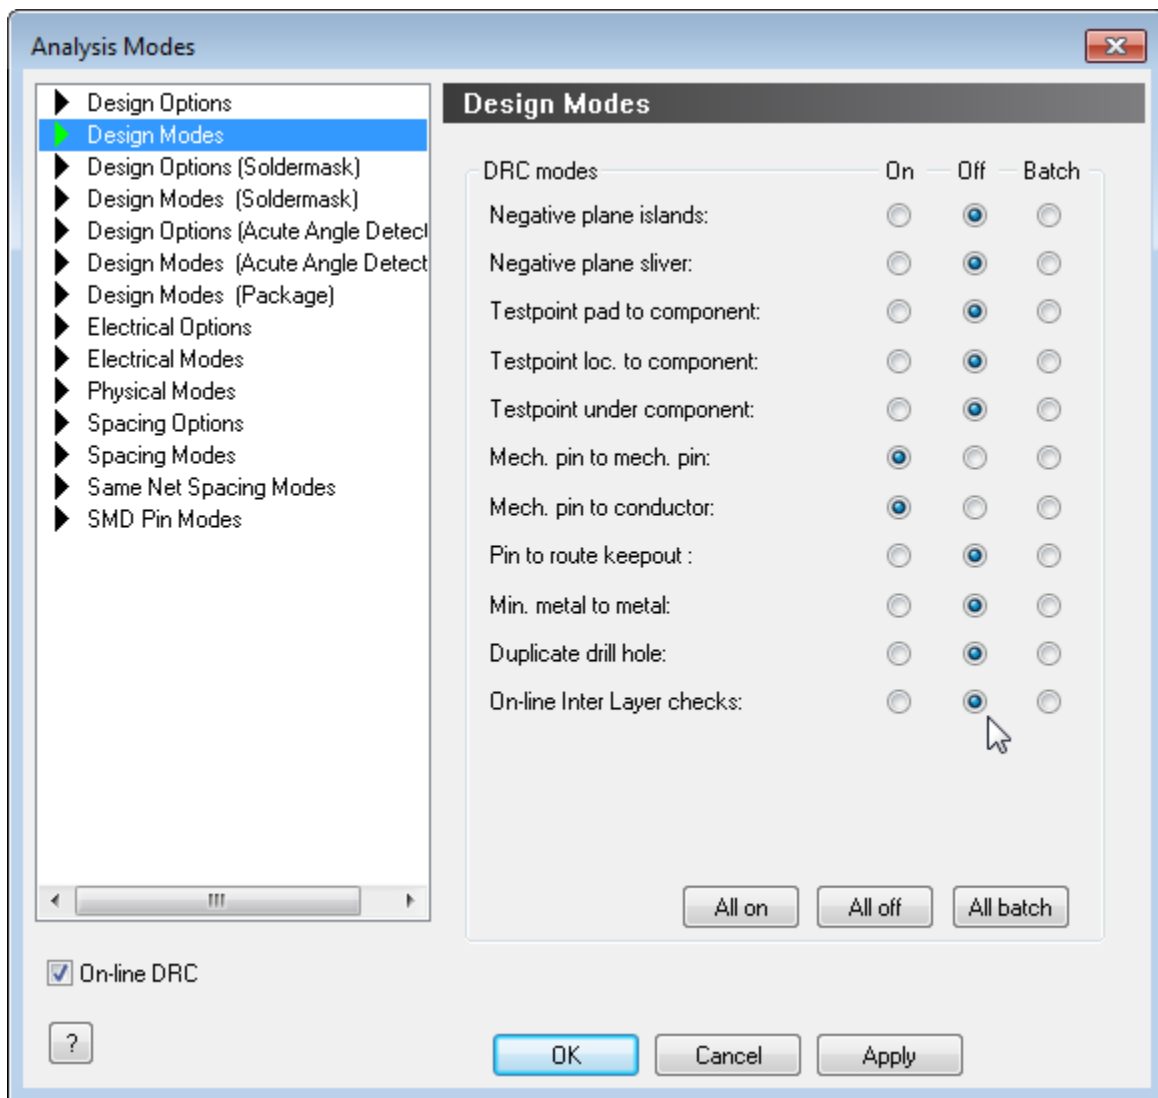 Analysis Modes
Design Options
Design Modes
Design Options (Soldermask)
Design Modes  (Soldermask)
Design Options (Acute Angle Detect
Design Modes  (Acute Angle Detect
Design Modes  (Package)
Electrical Options
Electrical Modes
Physical Modes
Spacing Options
Spacing Modes
Same Net Spacing Modes
SMD Pin Modes
On-line DRC
?
Design Modes
DRC modes On Off Batch
Negative plane islands:
Negative plane sliver:
Testpoint pad to component:
Testpoint loc. to component:
Testpoint under component:
Mech. pin to mech. pin:
Mech. pin to conductor:
Pin to route keepout :
Min. metal to metal:
Duplicate drill hole:
On-line Inter Layer checks:
All on All off All batch
OK Cancel Apply